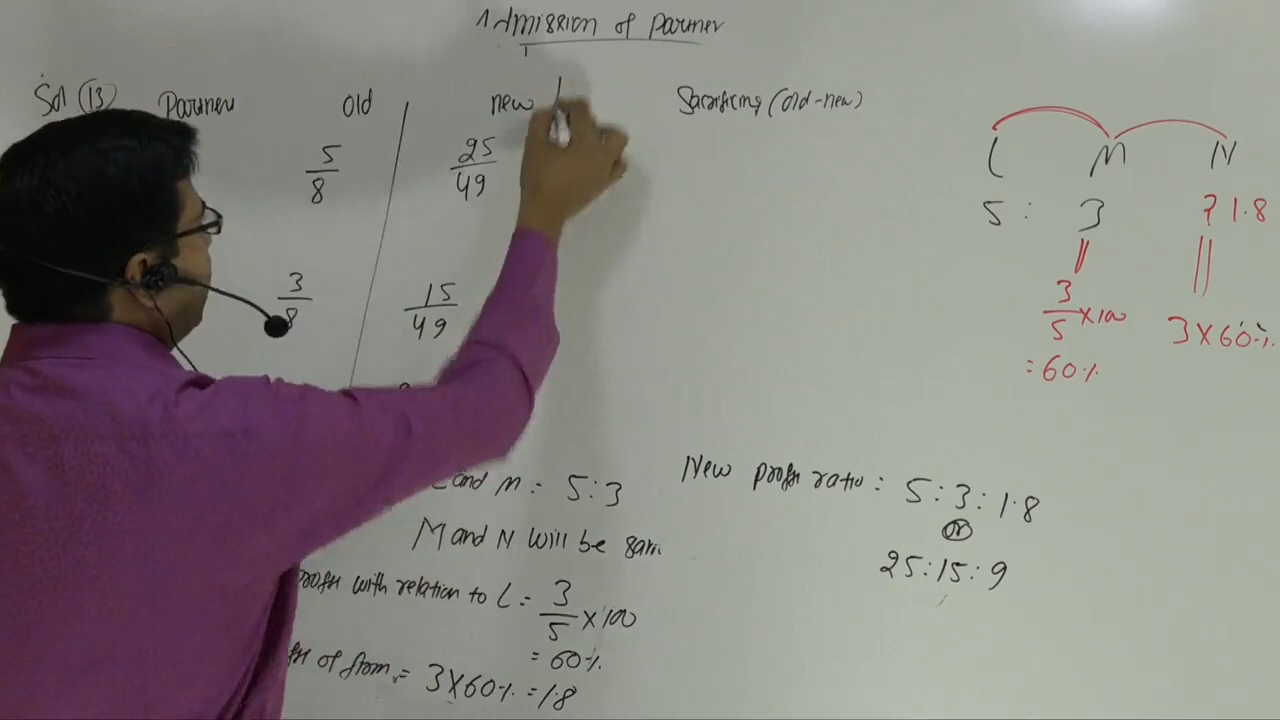 Admission of Partner
Sol (13) Partner Old new Sacrificing (old-new)
5/8 25/49
3/8 15/49
L M N
5 : 3 ? 1.8
3/5 ×100 3×60%
= 60%
L and M = 5:3
M and N will be sam
profit with relation to L = 3/5 ×100
= 60%
of = 3×60% = 1.8
New profit ratio : 5:3:1.8
or
25:15:9